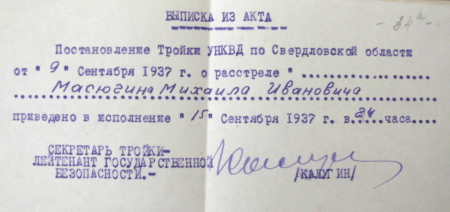 ВЫПИСКА ИЗ АКТА
Постановление Тройки УНКВД по Свердловской области
от "9" Сентября 1937 г. о расстреле "..................
Масюгина Михаила Ивановича
приведено в исполнение "15" Сентября 1937 г. в 24 часа....
СЕКРЕТАРЬ ТРОЙКИ-
ЛЕЙТЕНАНТ ГОСУДАРСТВЕННОЙ
БЕЗОПАСНОСТИ.-
/КАЛУГИН/